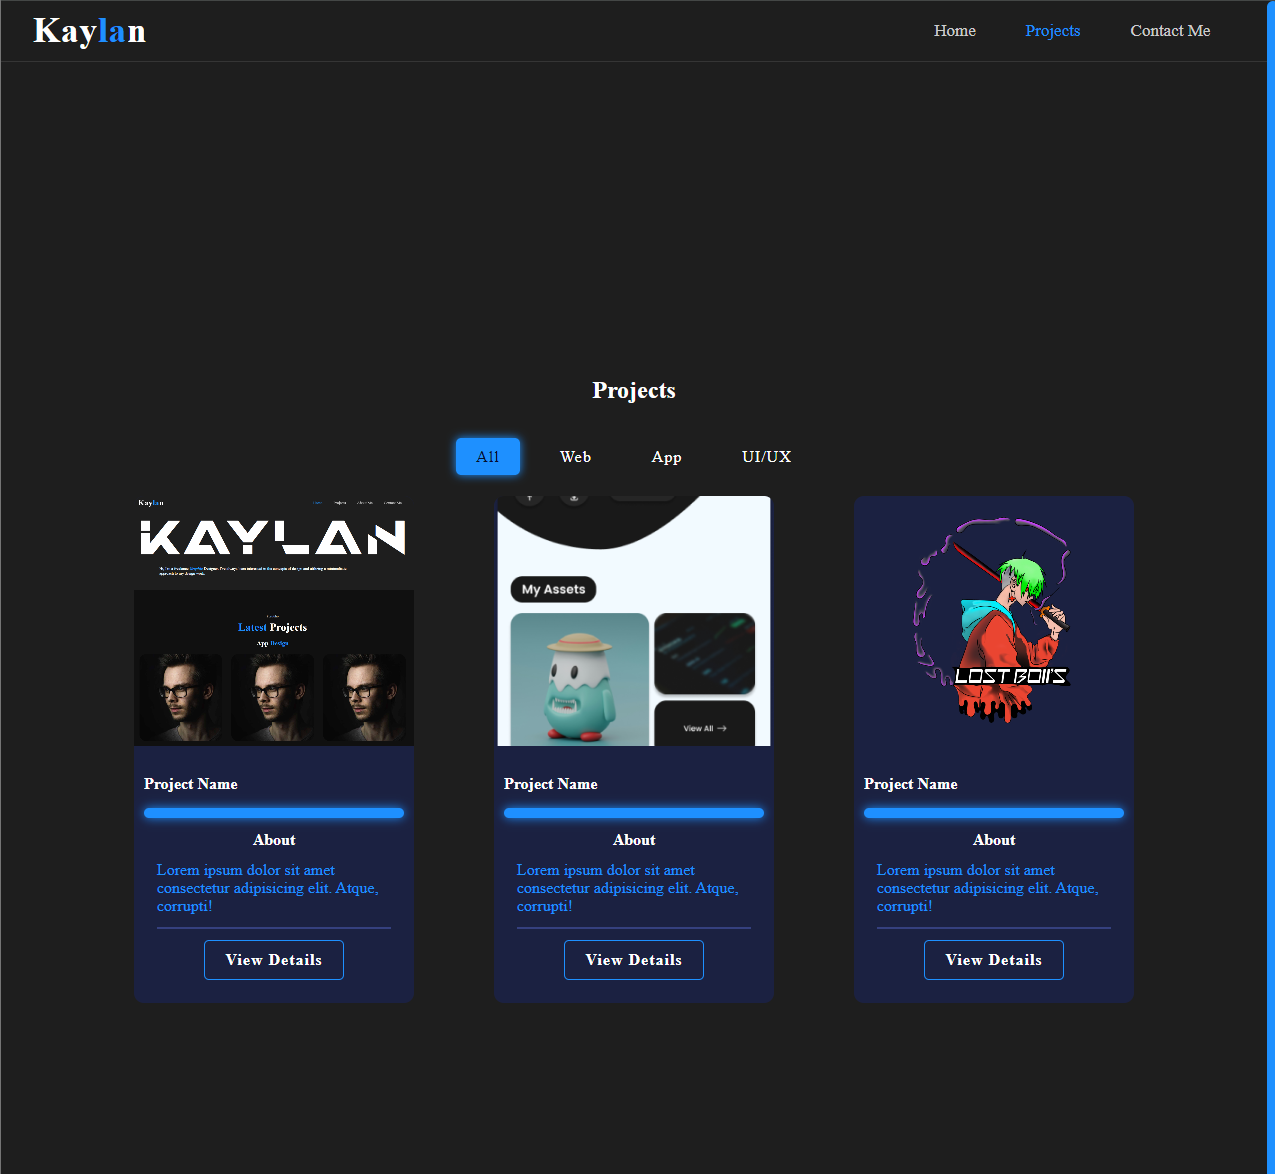 Kaylan
Home Projects Contact Me
Projects
All Web App UI/UX
Kaylan
KAYLAN
Latest Projects
App Design
My Assets
View All
LOST BOII'S
Project Name
About
Lorem ipsum dolor sit amet
consectetur adipisicing elit. Atque,
corrupti!
View Details
Project Name
About
Lorem ipsum dolor sit amet
consectetur adipisicing elit. Atque,
corrupti!
View Details
Project Name
About
Lorem ipsum dolor sit amet
consectetur adipisicing elit. Atque,
corrupti!
View Details